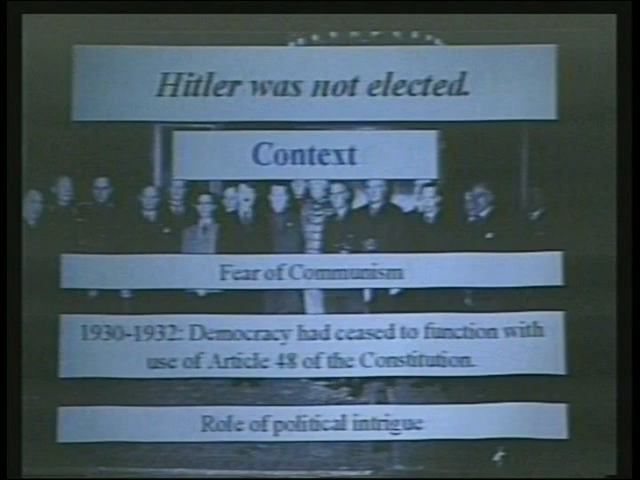 Hitler was not elected.
Context
Fear of Communism
1930-1932: Democracy had ceased to function with
use of Article 48 of the Constitution.
Role of political intrigue